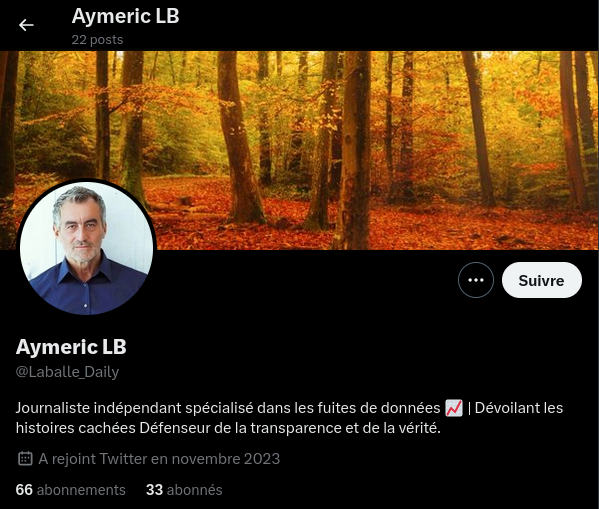 Aymeric LB
22 posts
Suivre
Aymeric LB
@Laballe_Daily
Journaliste indépendant spécialisé dans les fuites de données 📈 | Dévoilant les
histoires cachées Défenseur de la transparence et de la vérité.
A rejoint Twitter en novembre 2023
66 abonnements 33 abonnés